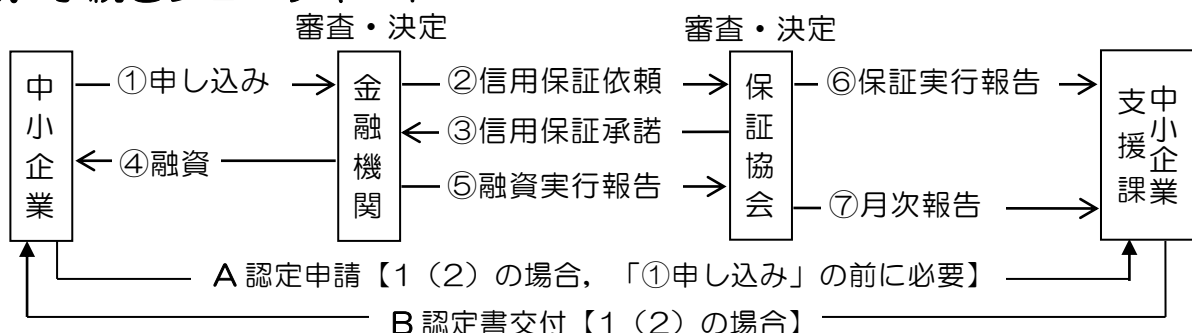 審査・決定
審査・決定
中小企業
①申し込み
金融機関
②信用保証依頼
保証協会
⑥保証実行報告
中小企業
支援課
③信用保証承諾
④融資
⑤融資実行報告
⑦月次報告
A 認定申請【1（2）の場合，「①申し込み」の前に必要】
B 認定書交付【1（2）の場合】